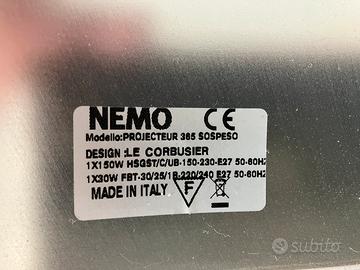 NEMO CE
Modello:PROJECTEUR 365 SOSPESO
DESIGN :LE CORBUSIER
1X150W HSGST/C/UB-150-230-E27 50-60HZ
1X30W FBT-30/25/1B-220/240 E27 50-60HZ
MADE IN ITALY F
subito